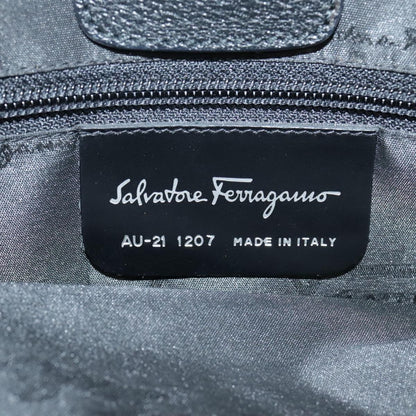 Salvatore Ferragamo
AU-21 1207 MADE IN ITALY